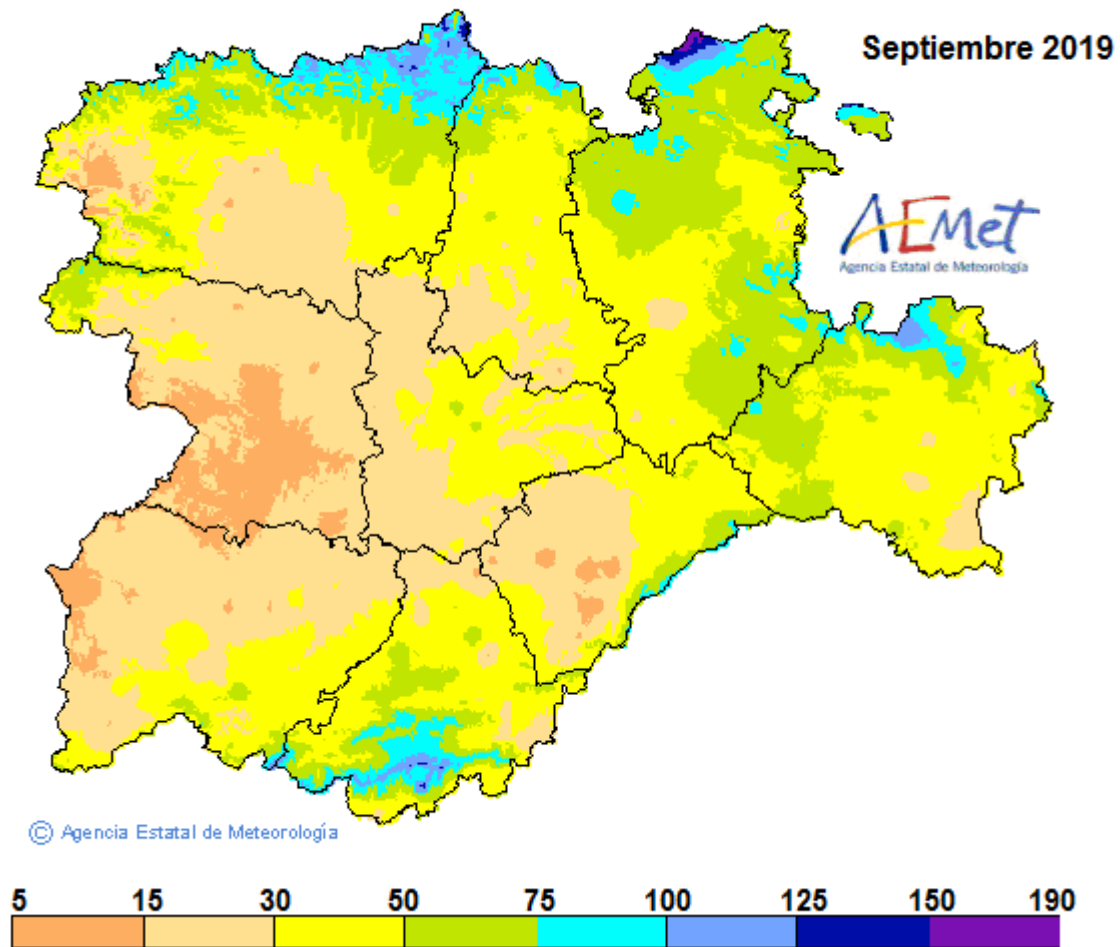 Septiembre 2019
AEMet
Agencia Estatal de Meteorología
© Agencia Estatal de Meteorología
5 15 30 50 75 100 125 150 190